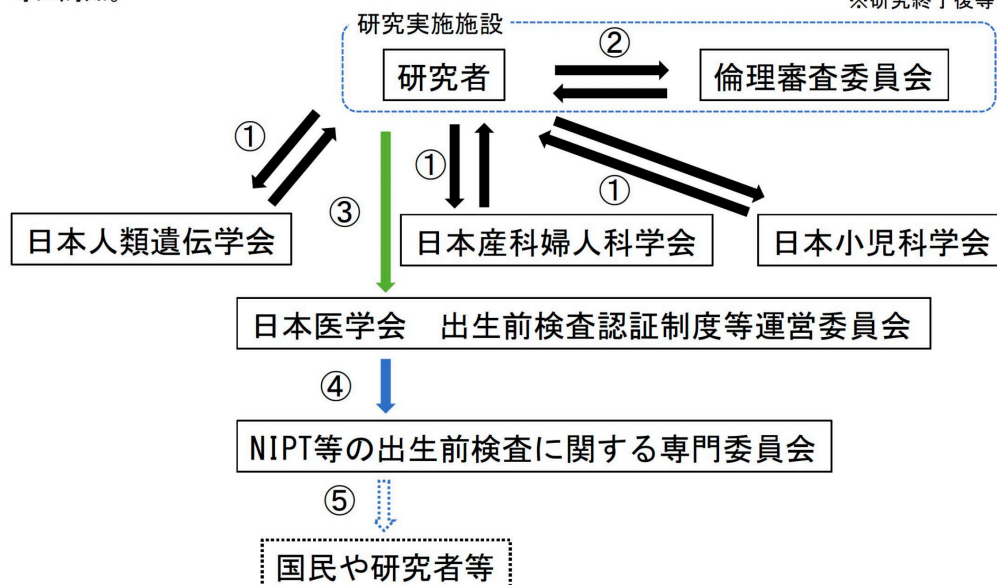 ※研究終了後等
研究実施施設
②
研究者
倫理審査委員会
①
①
①
③
日本人類遺伝学会
日本産科婦人科学会
日本小児科学会
日本医学会　出生前検査認証制度等運営委員会
④
NIPT等の出生前検査に関する専門委員会
⑤
国民や研究者等